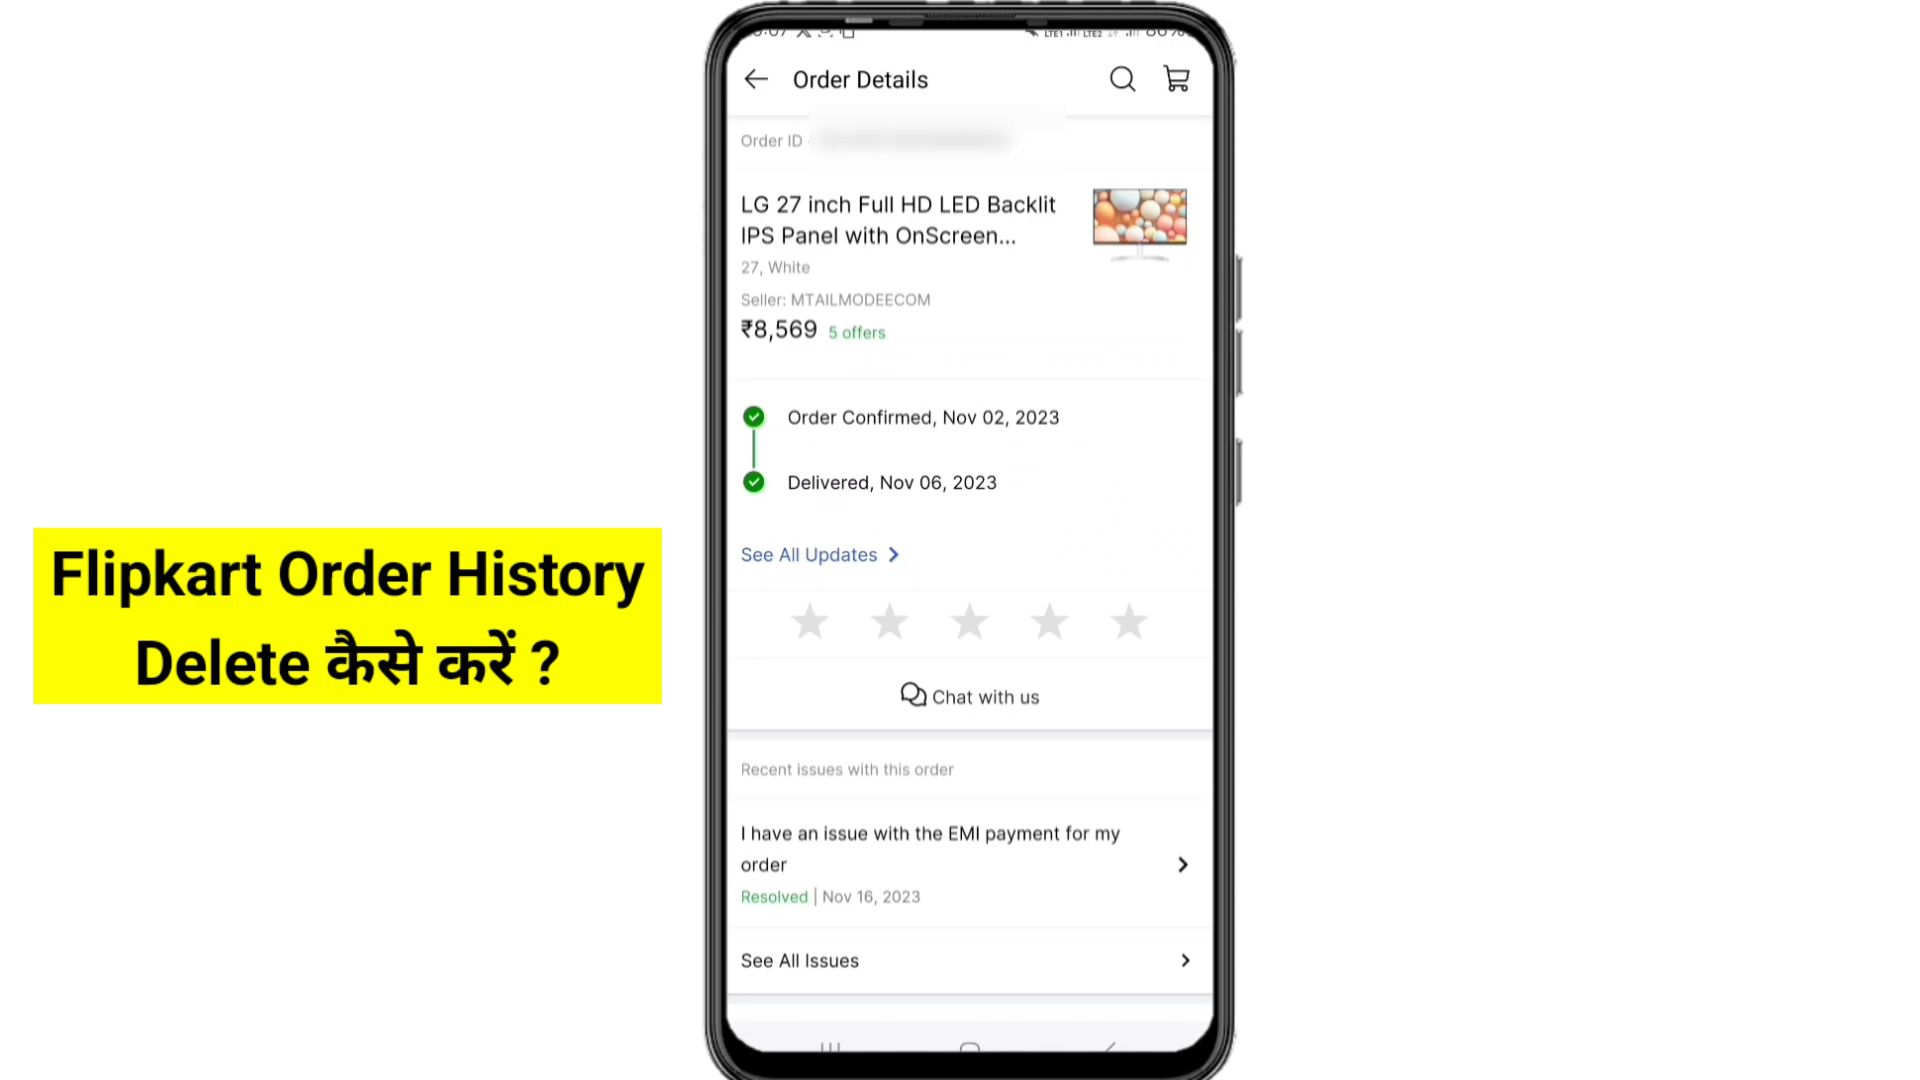 Order Details
Order ID
LG 27 inch Full HD LED Backlit
IPS Panel with OnScreen...
27, White
Seller: MTAILMODEECOM
₹8,569 5 offers
Order Confirmed, Nov 02, 2023
Delivered, Nov 06, 2023
See All Updates
Flipkart Order History
Delete कैसे करें ?
Chat with us
Recent issues with this order
I have an issue with the EMI payment for my
order
Resolved | Nov 16, 2023
See All Issues